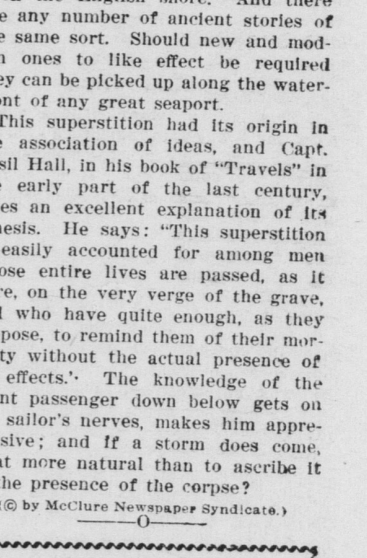 the English shore. And there
e any number of ancient stories of
e same sort. Should new and mod-
n ones to like effect be required
ey can be picked up along the water-
ont of any great seaport.
This superstition had its origin in
e association of ideas, and Capt.
sil Hall, in his book of "Travels" in
e early part of the last century,
es an excellent explanation of its
nesis. He says: "This superstition
easily accounted for among men
ose entire lives are passed, as it
re, on the very verge of the grave,
d who have quite enough, as they
pose, to remind them of their mor-
ty without the actual presence of
effects.'· The knowledge of the
nt passenger down below gets on
sailor's nerves, makes him appre-
sive; and if a storm does come,
at more natural than to ascribe it
the presence of the corpse?
(© by McClure Newspaper Syndicate.)
——O——